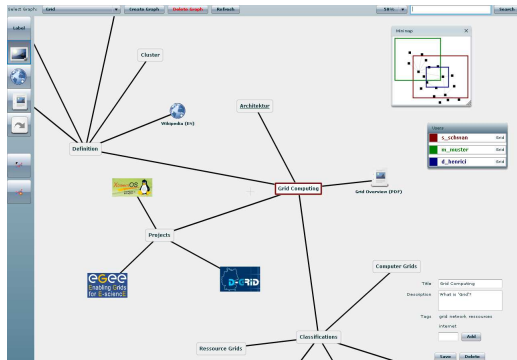 Select Graph: Grid Create Graph Delete Graph Refresh 50% Search
Label
Minimap
Cluster
Architektur
Wikipedia (EN)
Users
s_schmon Grid
m_muster Grid
d_henrici Grid
Definition
Grid Computing
Grid Overview (PDF)
Projects
Computer Grids
eGee
Enabling Grids
for E-sciencE
D-GRID
Title Grid Computing
Description What is 'Grid'?
Tags grid network ressources
internet
Add
Classifications
Ressource Grids
Save Delete